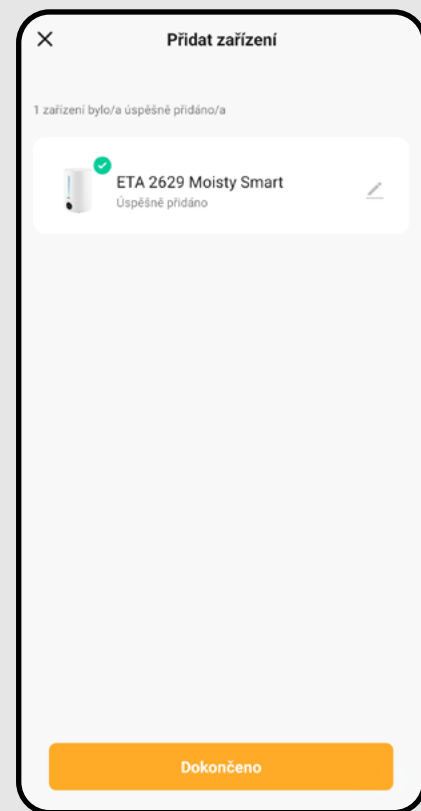 Přidat zařízení
1 zařízení bylo/a úspěšně přidáno/a
ETA 2629 Moisty Smart
Úspěšně přidáno
Dokončeno